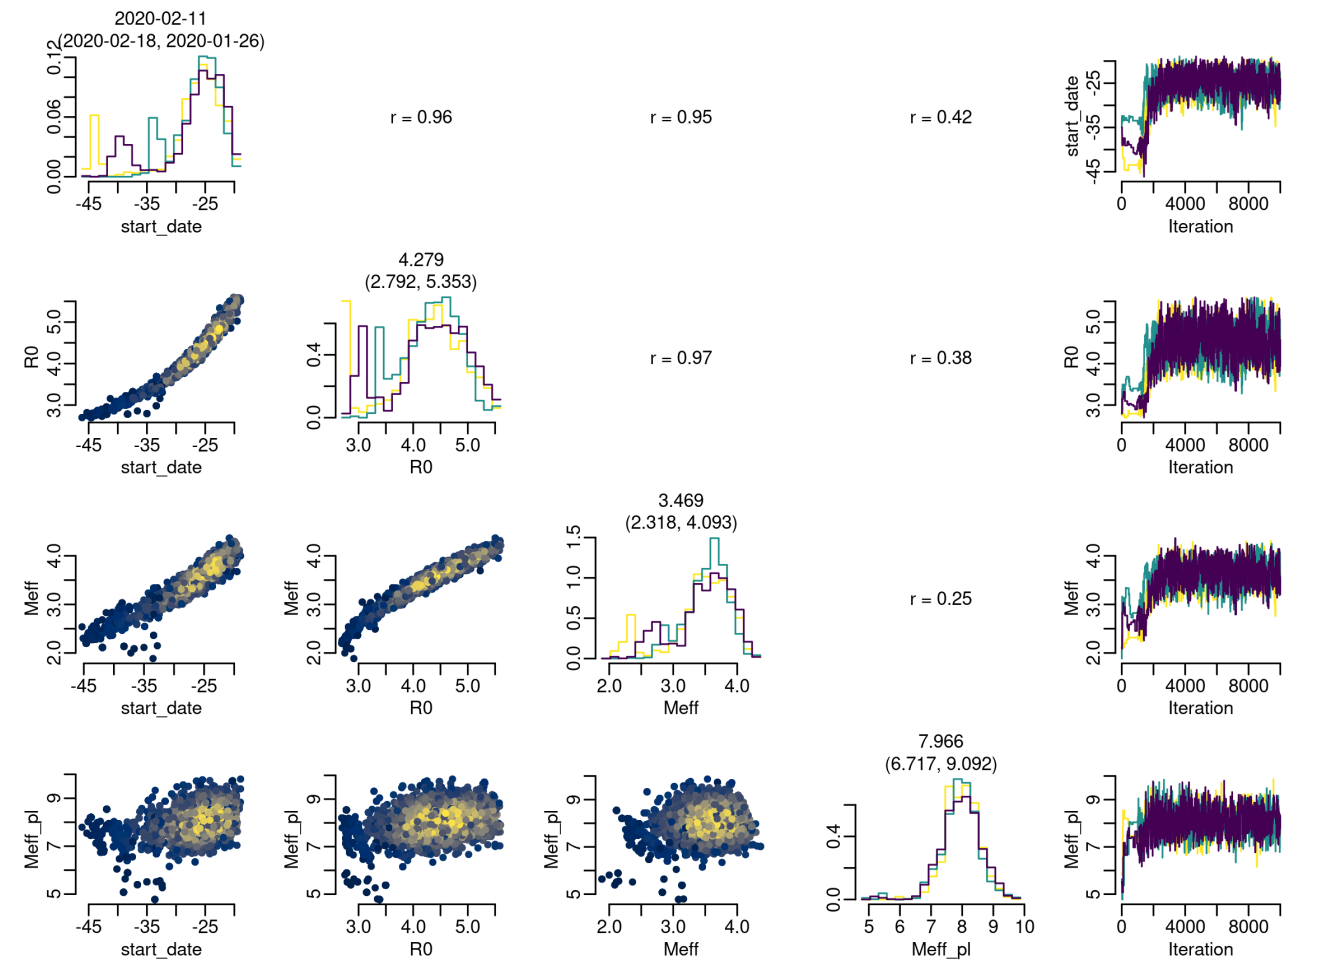 2020-02-11
(2020-02-18, 2020-01-26)
0.00 0.06 0.12
-45 -35 -25
start_date
r = 0.96
r = 0.95
r = 0.42
start_date
-45 -35 -25
0 4000 8000
Iteration
R0
3.0 4.0 5.0
-45 -35 -25
start_date
4.279
(2.792, 5.353)
0.0 0.4
3.0 4.0 5.0
R0
r = 0.97
r = 0.38
R0
3.0 4.0 5.0
0 4000 8000
Iteration
Meff
2.0 3.0 4.0
-45 -35 -25
start_date
Meff
2.0 3.0 4.0
3.0 4.0 5.0
R0
3.469
(2.318, 4.093)
0.0 0.5 1.0 1.5
2.0 3.0 4.0
Meff
r = 0.25
Meff
2.0 3.0 4.0
0 4000 8000
Iteration
Meff_pl
5 7 9
-45 -35 -25
start_date
Meff_pl
5 7 9
3.0 4.0 5.0
R0
Meff_pl
5 7 9
2.0 3.0 4.0
Meff
7.966
(6.717, 9.092)
0.0 0.4
5 6 7 8 9 10
Meff_pl
Meff_pl
5 7 9
0 4000 8000
Iteration